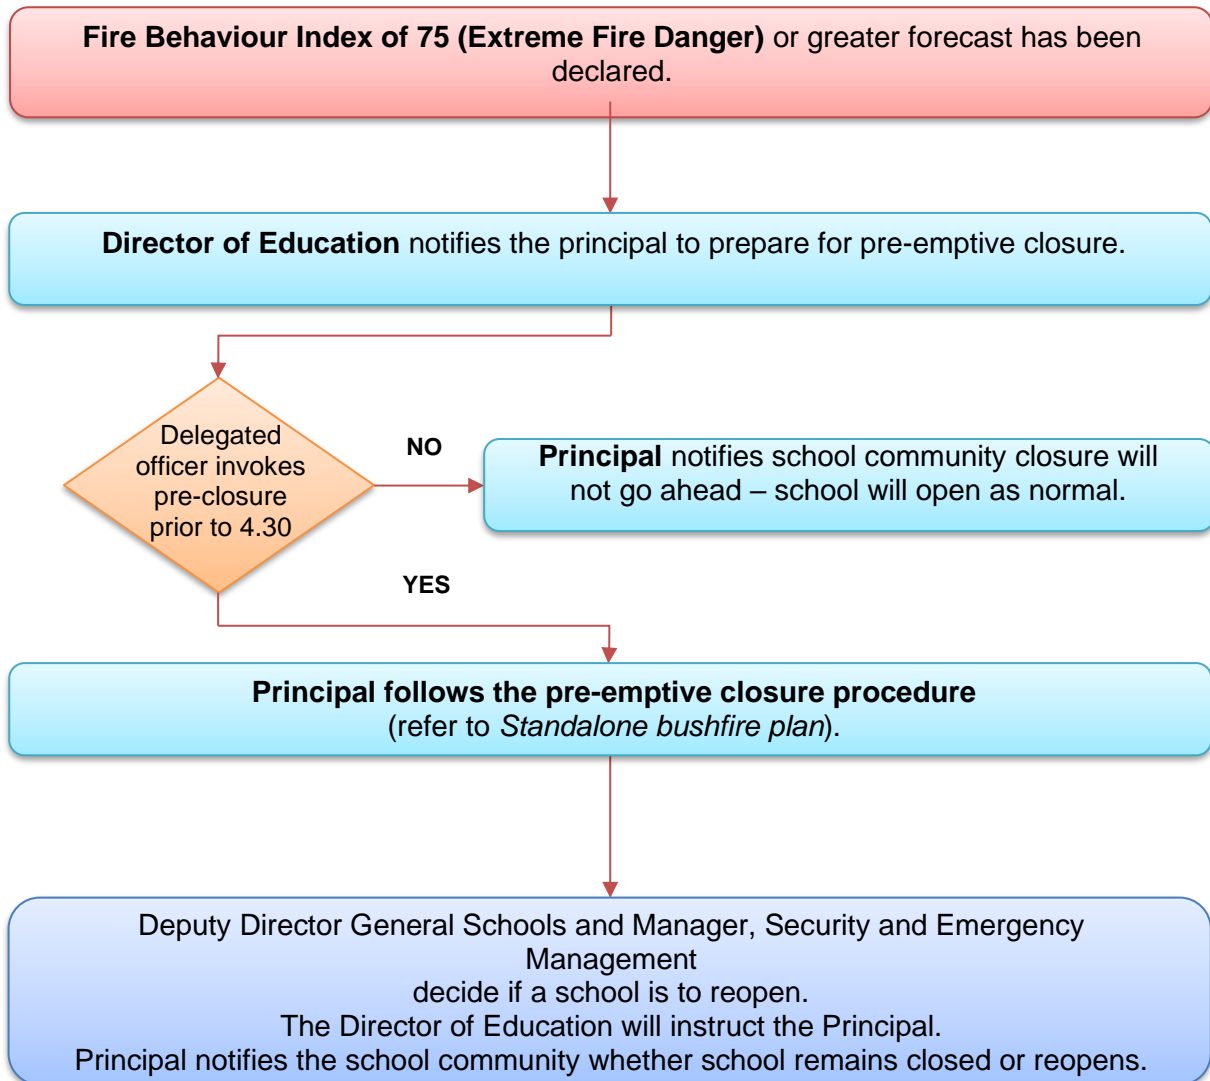 Fire Behaviour Index of 75 (Extreme Fire Danger) or greater forecast has been
declared.
Director of Education notifies the principal to prepare for pre-emptive closure.
Delegated
officer invokes
pre-closure
prior to 4.30
NO
Principal notifies school community closure will
not go ahead – school will open as normal.
YES
Principal follows the pre-emptive closure procedure
(refer to Standalone bushfire plan).
Deputy Director General Schools and Manager, Security and Emergency
Management
decide if a school is to reopen.
The Director of Education will instruct the Principal.
Principal notifies the school community whether school remains closed or reopens.